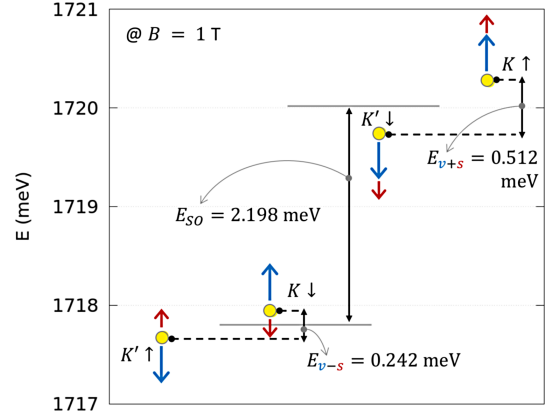 1721
@ B = 1 T
K ↑
1720
K′ ↓
E_{v+s} = 0.512
meV
1719
E (meV)
E_{SO} = 2.198 meV
K ↓
1718
K′ ↑
E_{v−s} = 0.242 meV
1717